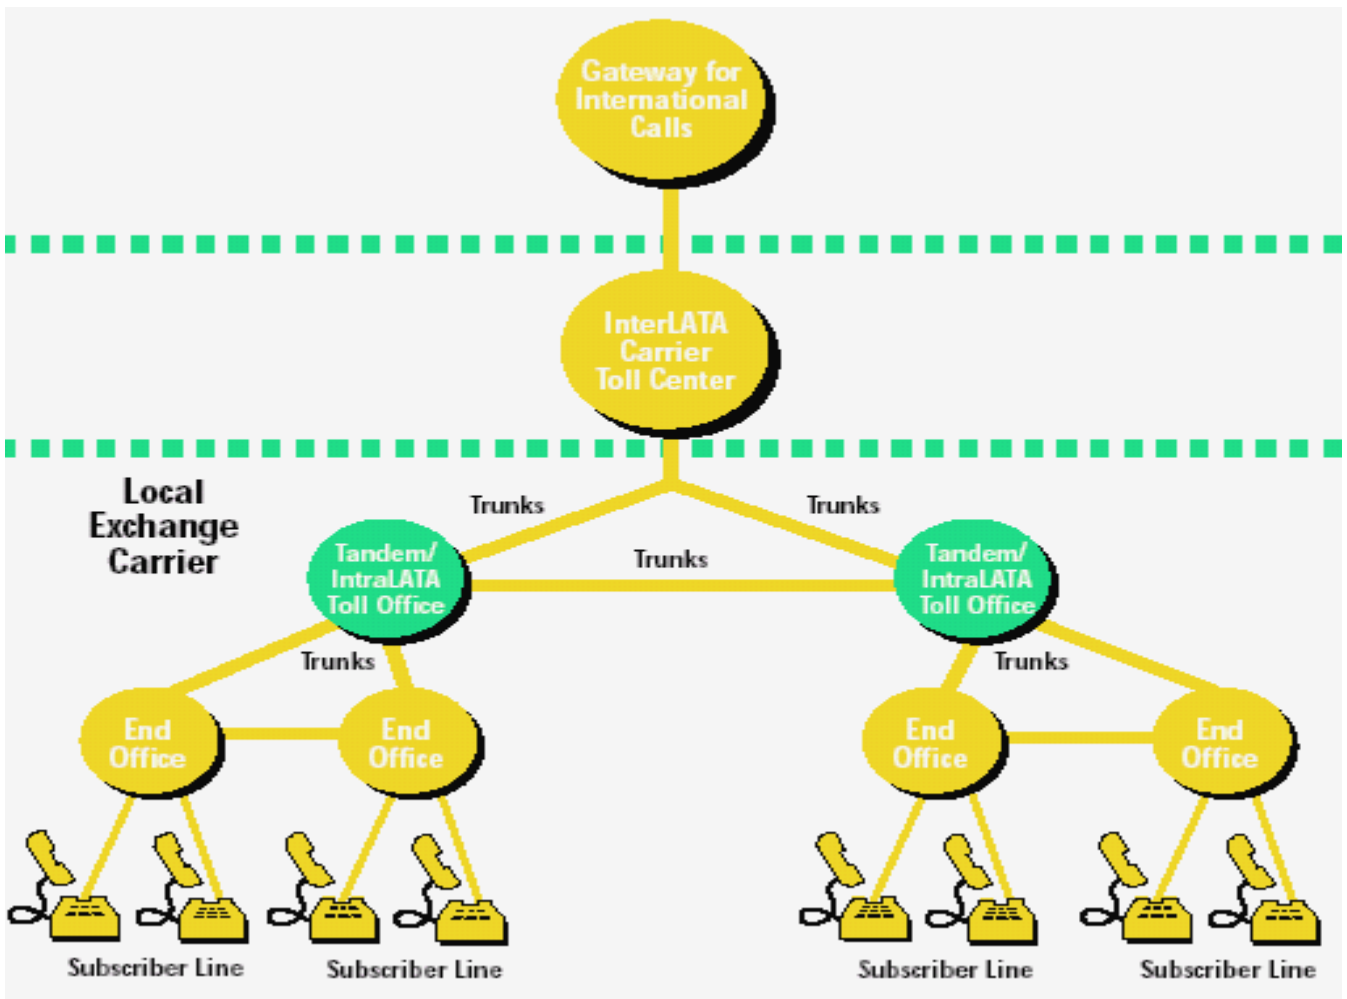 Gateway for
International
Calls
InterLATA
Carrier
Toll Center
Local
Exchange
Carrier
Trunks
Trunks
Trunks
Tandem/
IntraLATA
Toll Office
Tandem/
IntraLATA
Toll Office
Trunks
Trunks
End
Office
End
Office
End
Office
End
Office
Subscriber Line
Subscriber Line
Subscriber Line
Subscriber Line